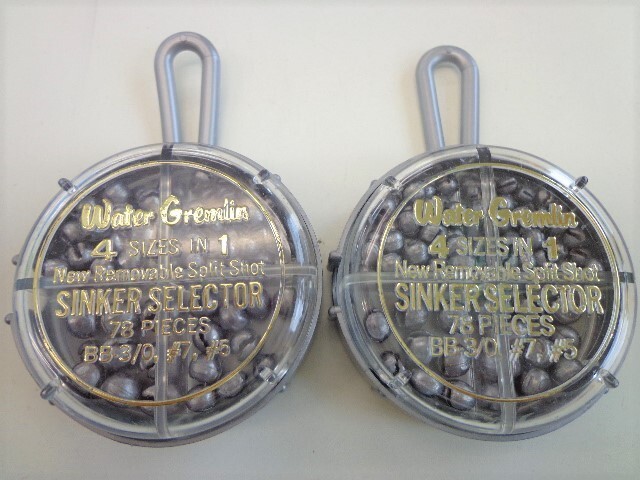 Water Gremlin
4 SIZES IN 1
New Removable Split Shot
SINKER SELECTOR
78 PIECES
BB 3/0, #7, #5
Water Gremlin
4 SIZES IN 1
New Removable Split Shot
SINKER SELECTOR
78 PIECES
BB 3/0, #7, #5